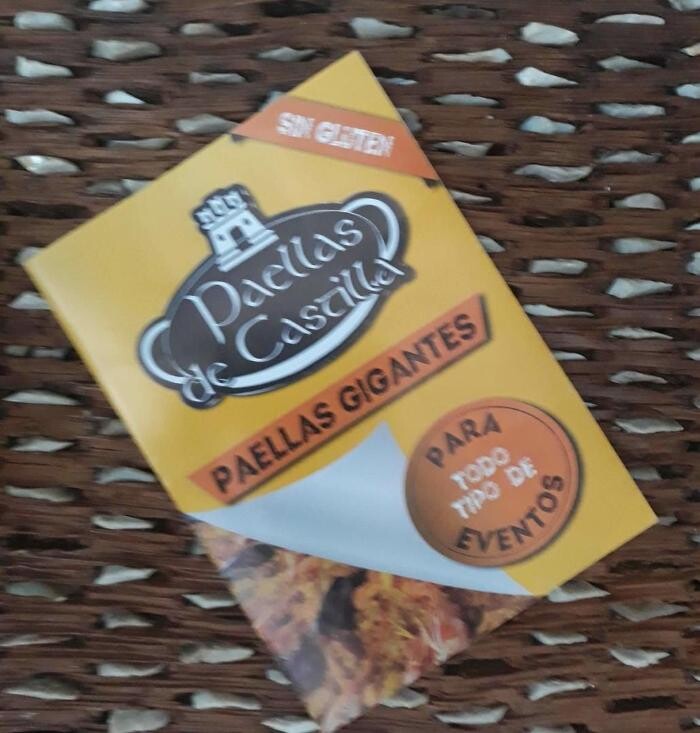 SIN GLUTEN
Paellas
de Castilla
PAELLAS GIGANTES
PARA
TODO
TIPO DE
EVENTOS